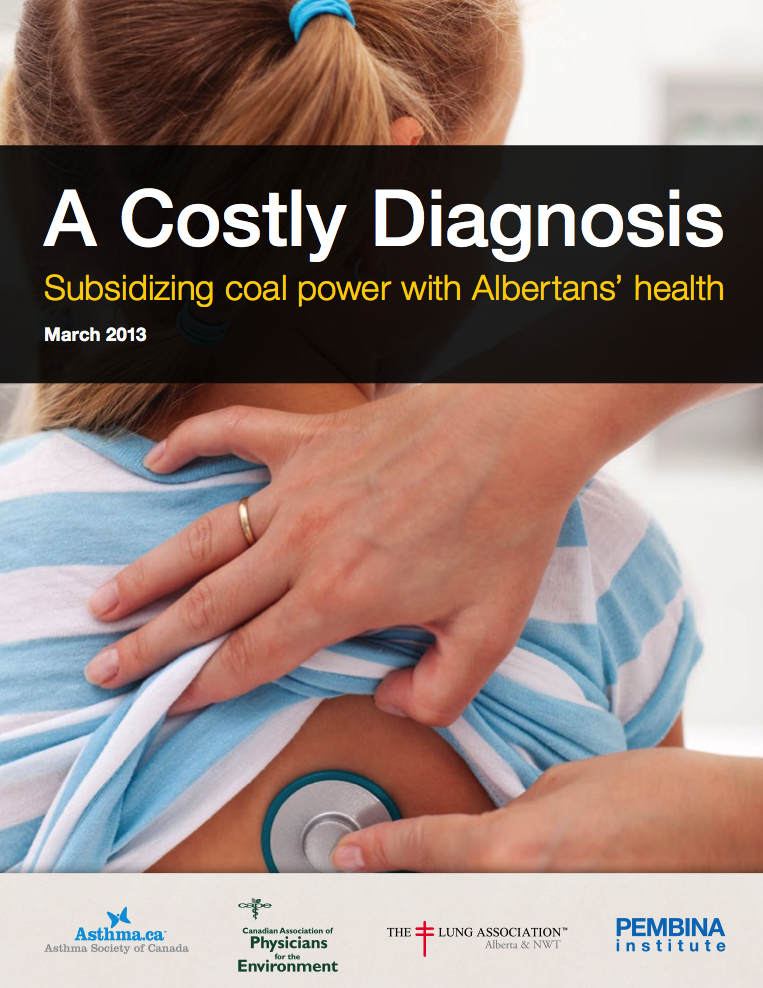 A Costly Diagnosis
Subsidizing coal power with Albertans’ health
March 2013
Asthma.ca
Asthma Society of Canada
cape
Canadian Association of
Physicians
for the
Environment
THE LUNG ASSOCIATION™
Alberta & NWT
PEMBINA
institute